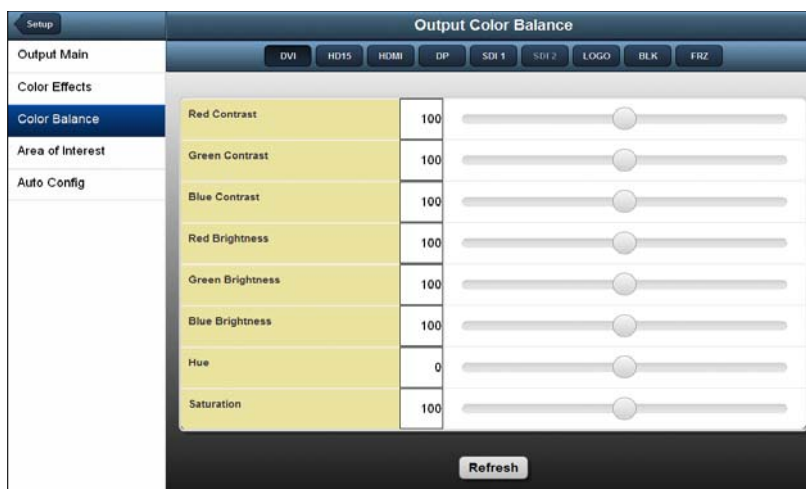 Setup
Output Color Balance
Output Main
DVI HD15 HDMI DP SDI 1 SDI 2 LOGO BLK FRZ
Color Effects
Color Balance
Area of Interest
Auto Config
Red Contrast 100
Green Contrast 100
Blue Contrast 100
Red Brightness 100
Green Brightness 100
Blue Brightness 100
Hue 0
Saturation 100
Refresh